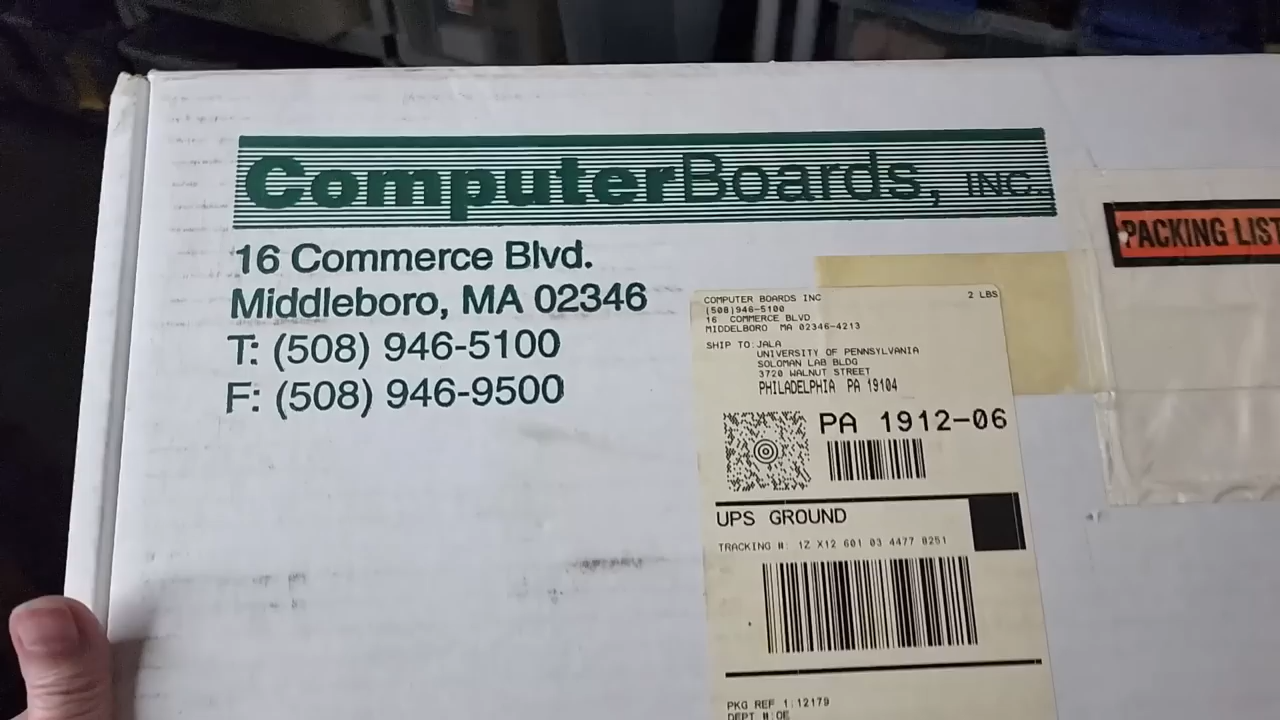 ComputerBoards, INC.
16 Commerce Blvd.
Middleboro, MA 02346
T: (508) 946-5100
F: (508) 946-9500
PACKING LIST
COMPUTER BOARDS INC 2 LBS
(508)946-5100
16 COMMERCE BLVD
MIDDELBORO MA 02346-4213
SHIP TO: JALA
UNIVERSITY OF PENNSYLVANIA
SOLOMAN LAB BLDG
3720 WALNUT STREET
PHILADELPHIA PA 19104
PA 1912-06
UPS GROUND
TRACKING #: 1Z X12 601 03 4477 8251
PKG REF 1:12179
DEPT #:OE